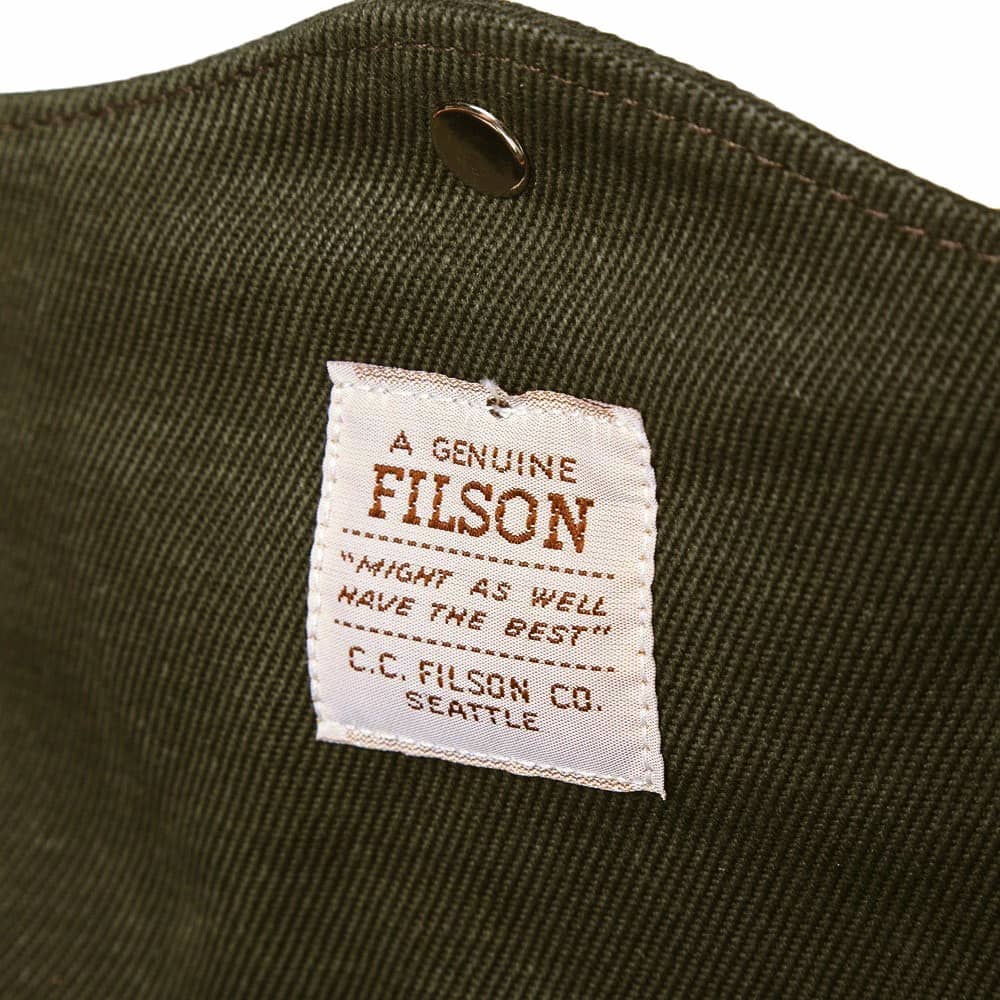 A GENUINE
FILSON
"MIGHT AS WELL
HAVE THE BEST"
C.C. FILSON CO.
SEATTLE